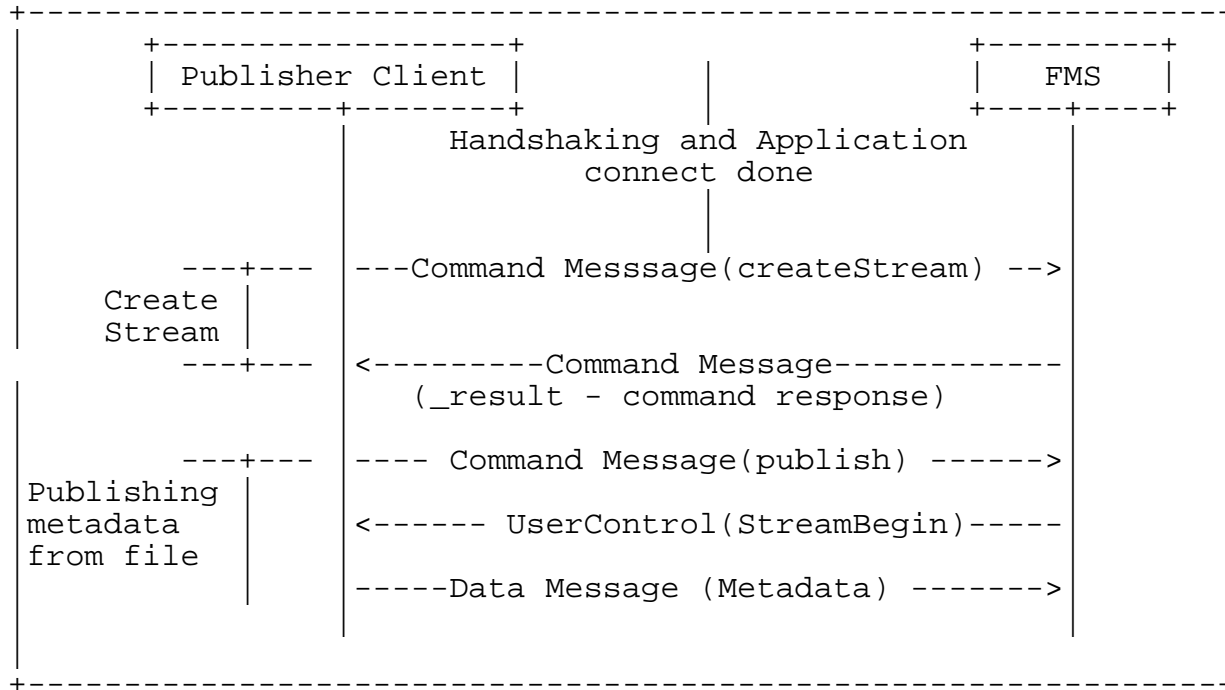 Publisher Client
FMS
Handshaking and Application
connect done
---Command Messsage(createStream) -->
Create
Stream
<---------Command Message------------
(_result - command response)
---- Command Message(publish) ------>
Publishing
metadata
<------ UserControl(StreamBegin)-----
from file
-----Data Message (Metadata) ------->